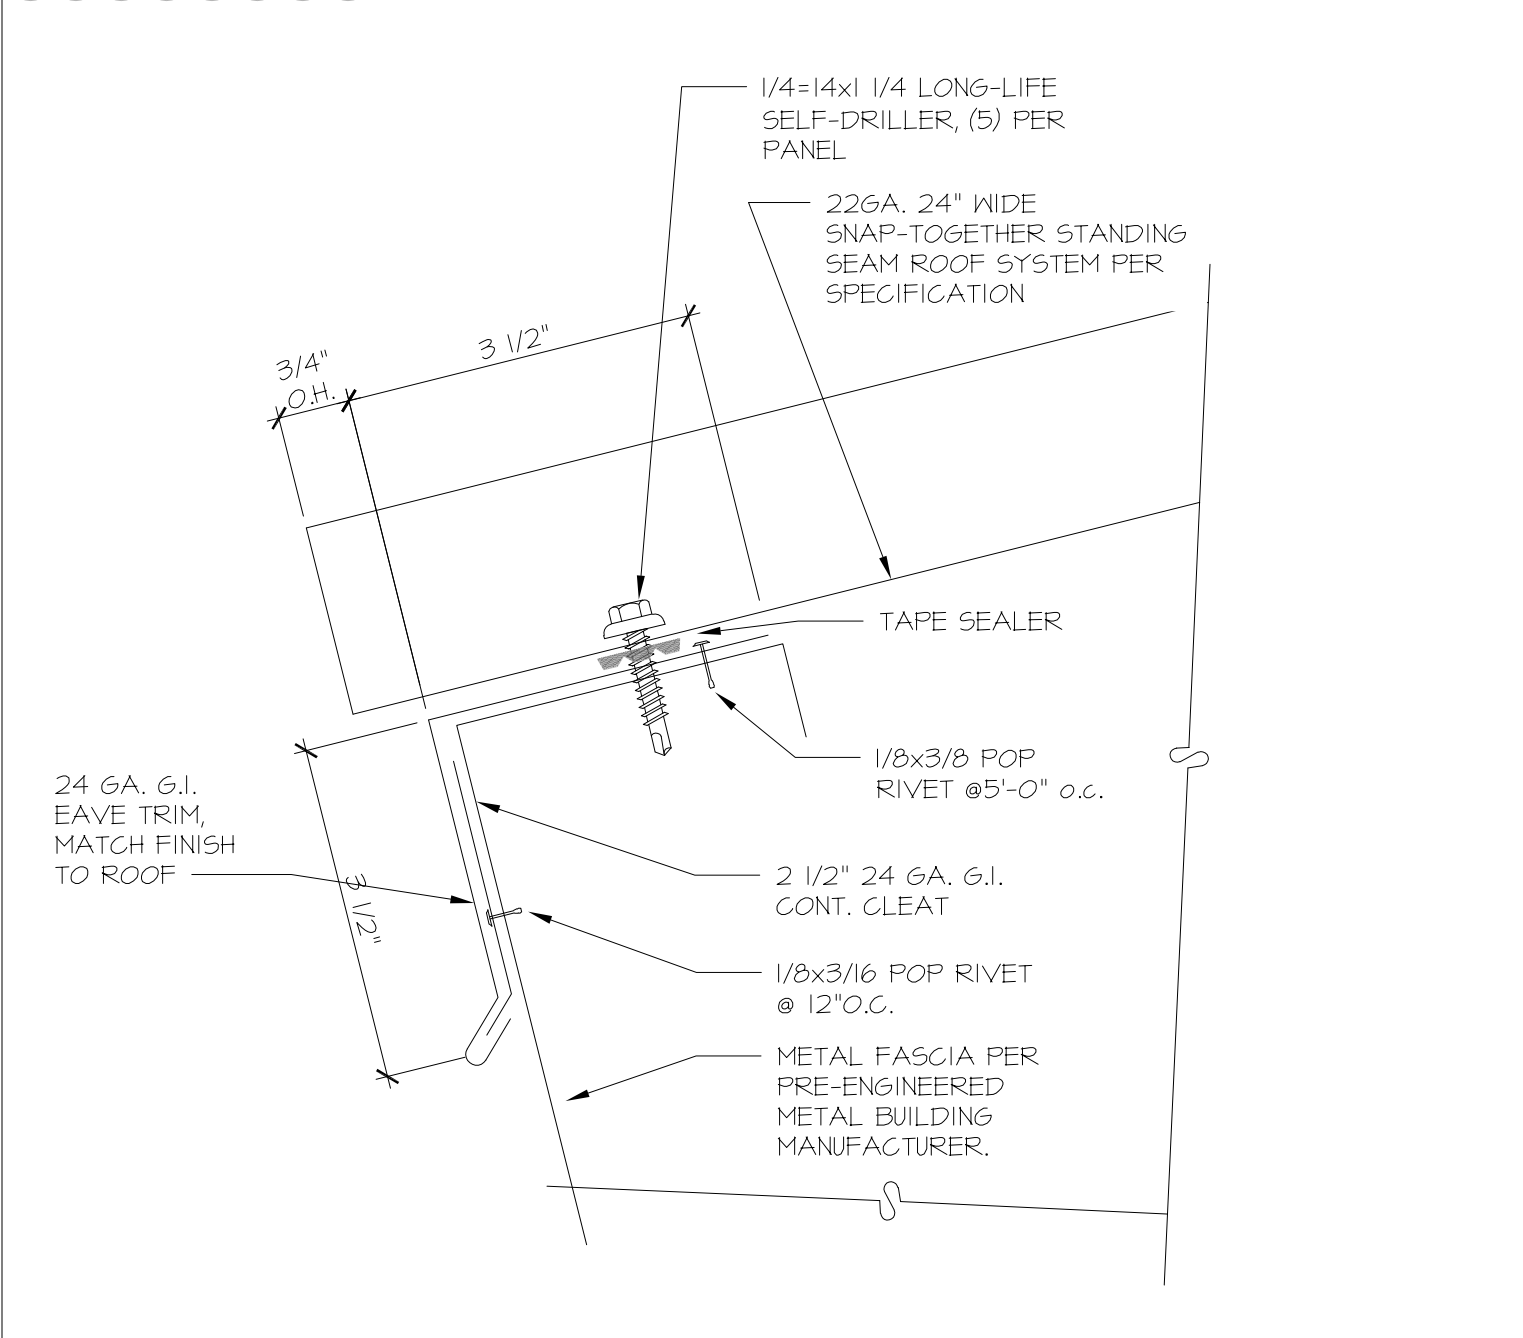 1/4=14x1 1/4 LONG-LIFE
SELF-DRILLER, (5) PER
PANEL
22GA. 24" WIDE
SNAP-TOGETHER STANDING
SEAM ROOF SYSTEM PER
SPECIFICATION
3 1/2"
3/4"
O.H.
TAPE SEALER
1/8x3/8 POP
RIVET @5'-0" o.c.
24 GA. G.I.
EAVE TRIM,
MATCH FINISH
TO ROOF
3 1/2"
2 1/2" 24 GA. G.I.
CONT. CLEAT
1/8x3/16 POP RIVET
@ 12"O.C.
METAL FASCIA PER
PRE-ENGINEERED
METAL BUILDING
MANUFACTURER.